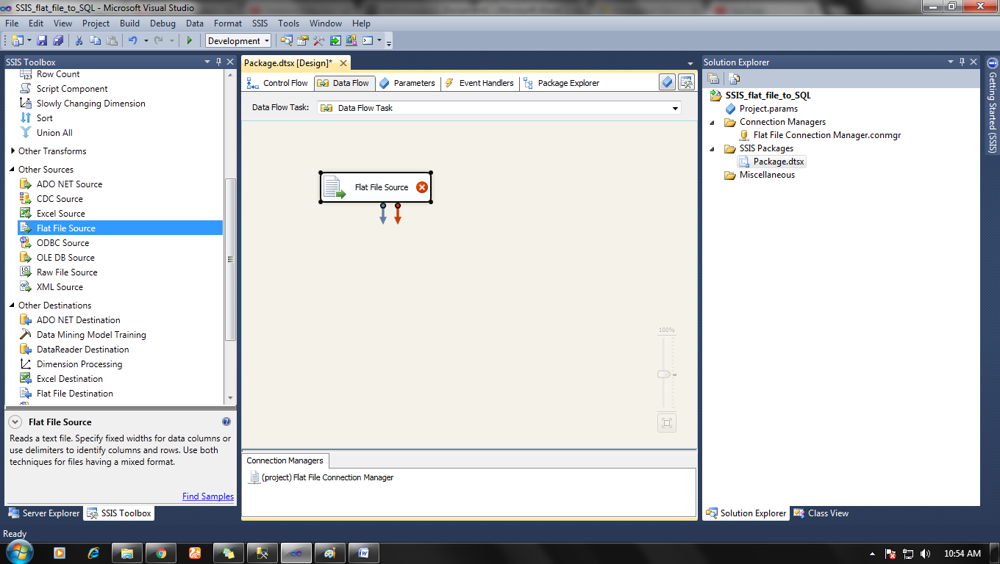 SSIS_flat_file_to_SQL - Microsoft Visual Studio
File Edit View Project Build Debug Data Format SSIS Tools Window Help
Development
SSIS Toolbox
Row Count
Script Component
Slowly Changing Dimension
Sort
Union All
Other Transforms
Other Sources
ADO NET Source
CDC Source
Excel Source
Flat File Source
ODBC Source
OLE DB Source
Raw File Source
XML Source
Other Destinations
ADO NET Destination
Data Mining Model Training
DataReader Destination
Dimension Processing
Excel Destination
Flat File Destination
Flat File Source
Reads a text file. Specify fixed widths for data columns or
use delimiters to identify columns and rows. Use both
techniques for files having a mixed format.
Find Samples
Server Explorer SSIS Toolbox
Package.dtsx [Design]*
Control Flow Data Flow Parameters Event Handlers Package Explorer
Data Flow Task: Data Flow Task
Flat File Source
100%
Connection Managers
(project) Flat File Connection Manager
Solution Explorer
SSIS_flat_file_to_SQL
Project.params
Connection Managers
Flat File Connection Manager.conmgr
SSIS Packages
Package.dtsx
Miscellaneous
Solution Explorer Class View
Getting Started (SSIS)
Ready
10:54 AM